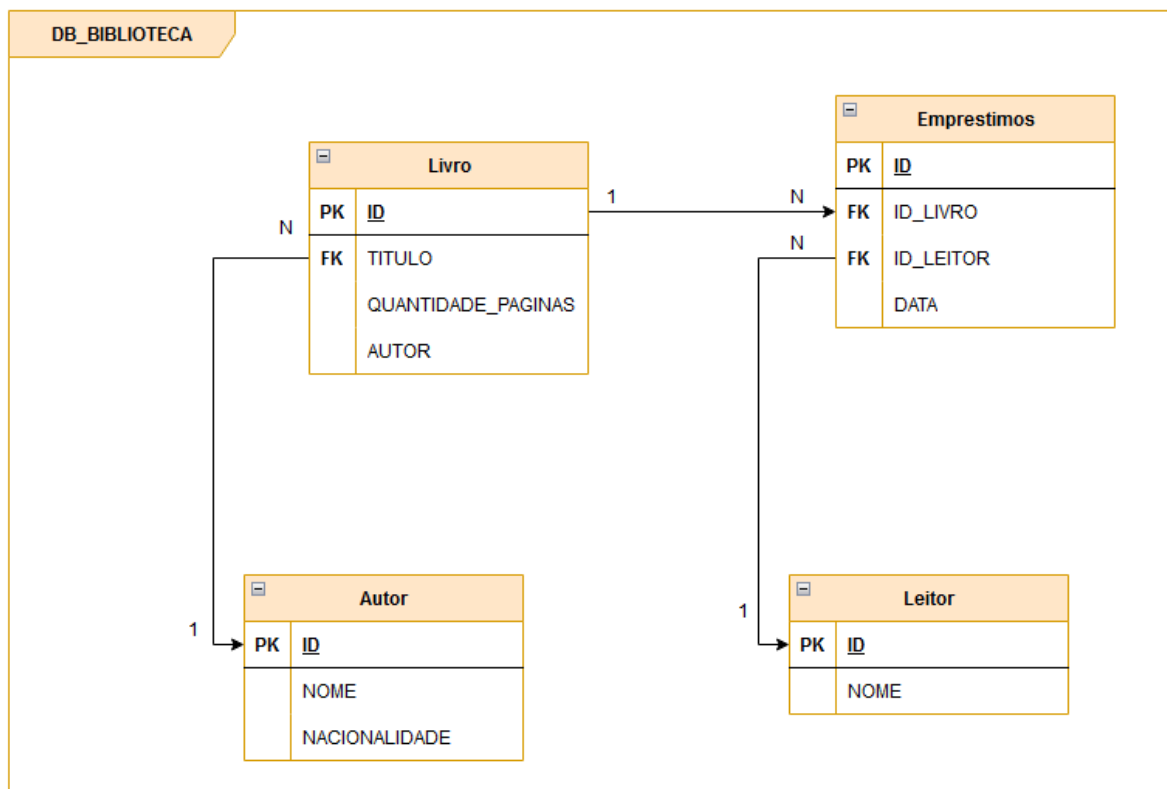 DB_BIBLIOTECA
Livro
PK ID
FK TITULO
QUANTIDADE_PAGINAS
AUTOR
N
1
N
N
Emprestimos
PK ID
FK ID_LIVRO
FK ID_LEITOR
DATA
1
Autor
PK ID
NOME
NACIONALIDADE
1
Leitor
PK ID
NOME